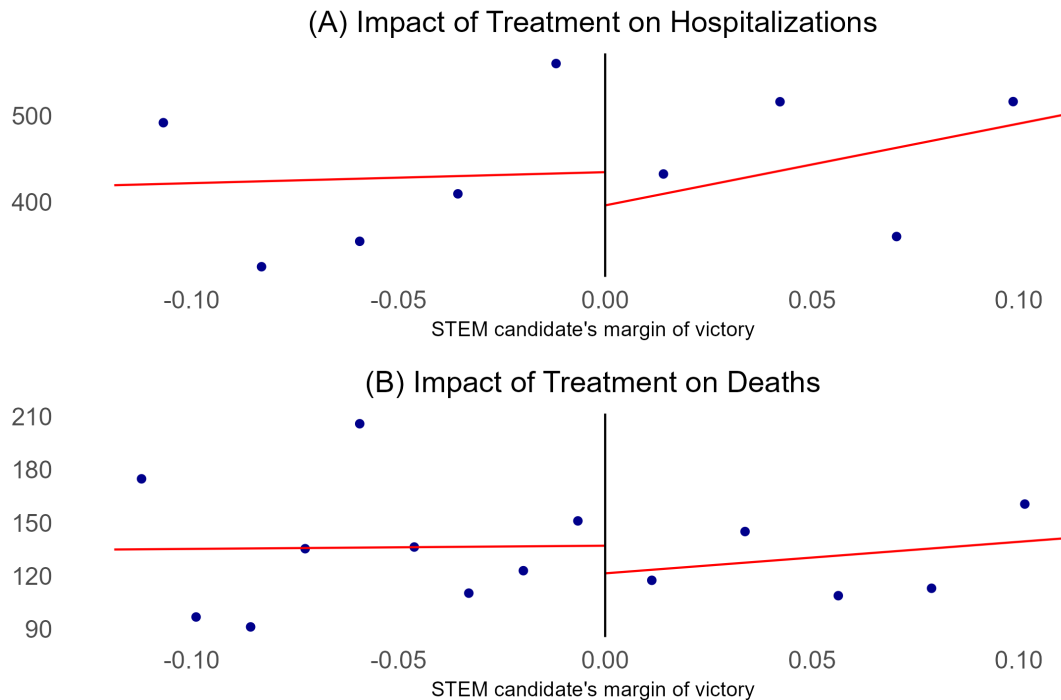 (A) Impact of Treatment on Hospitalizations
500
400
-0.10 -0.05 0.00 0.05 0.10
STEM candidate's margin of victory
(B) Impact of Treatment on Deaths
210
180
150
120
90
-0.10 -0.05 0.00 0.05 0.10
STEM candidate's margin of victory